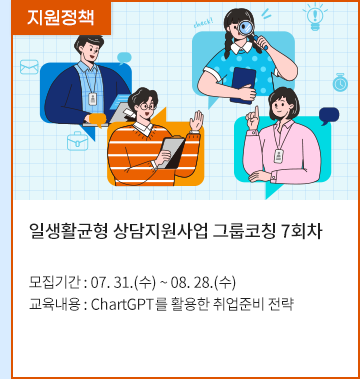 지원정책
check!
일생활균형 상담지원사업 그룹코칭 7회차
모집기간 : 07. 31.(수) ~ 08. 28.(수)
교육내용 : ChartGPT를 활용한 취업준비 전략